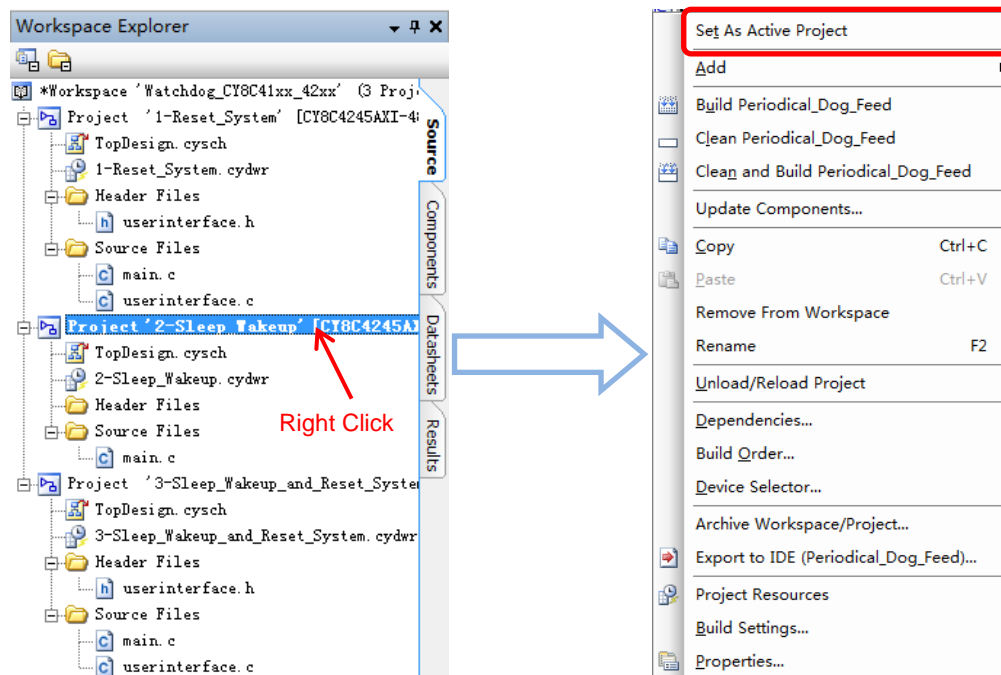 Workspace Explorer
*Workspace 'Watchdog_CY8C41xx_42xx' (3 Proj
Project '1-Reset_System' [CY8C4245AXI-48
TopDesign.cysch
1-Reset_System.cydwr
Header Files
userinterface.h
Source Files
main.c
userinterface.c
Project '2-Sleep_Wakeup' [CY8C4245AX
TopDesign.cysch
2-Sleep_Wakeup.cydwr
Header Files
Source Files
main.c
Project '3-Sleep_Wakeup_and_Reset_System
TopDesign.cysch
3-Sleep_Wakeup_and_Reset_System.cydwr
Header Files
userinterface.h
Source Files
main.c
userinterface.c
Source
Components
Datasheets
Results
Right Click
Set As Active Project
Add
Build Periodical_Dog_Feed
Clean Periodical_Dog_Feed
Clean and Build Periodical_Dog_Feed
Update Components...
Copy Ctrl+C
Paste Ctrl+V
Remove From Workspace
Rename F2
Unload/Reload Project
Dependencies...
Build Order...
Device Selector...
Archive Workspace/Project...
Export to IDE (Periodical_Dog_Feed)...
Project Resources
Build Settings...
Properties...